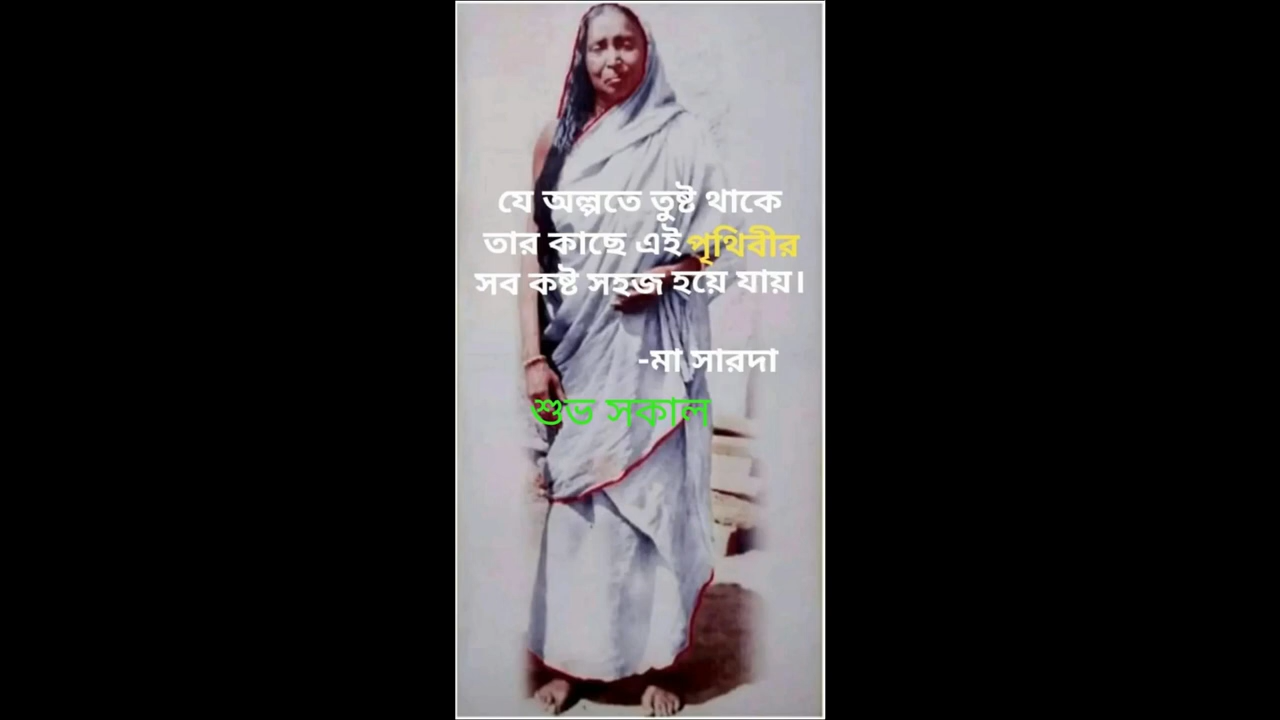 যে অল্পতে তুষ্ট থাকে
তার কাছে এই পৃথিবীর
সব কষ্ট সহজ হয়ে যায়।
-মা সারদা
শুভ সকাল